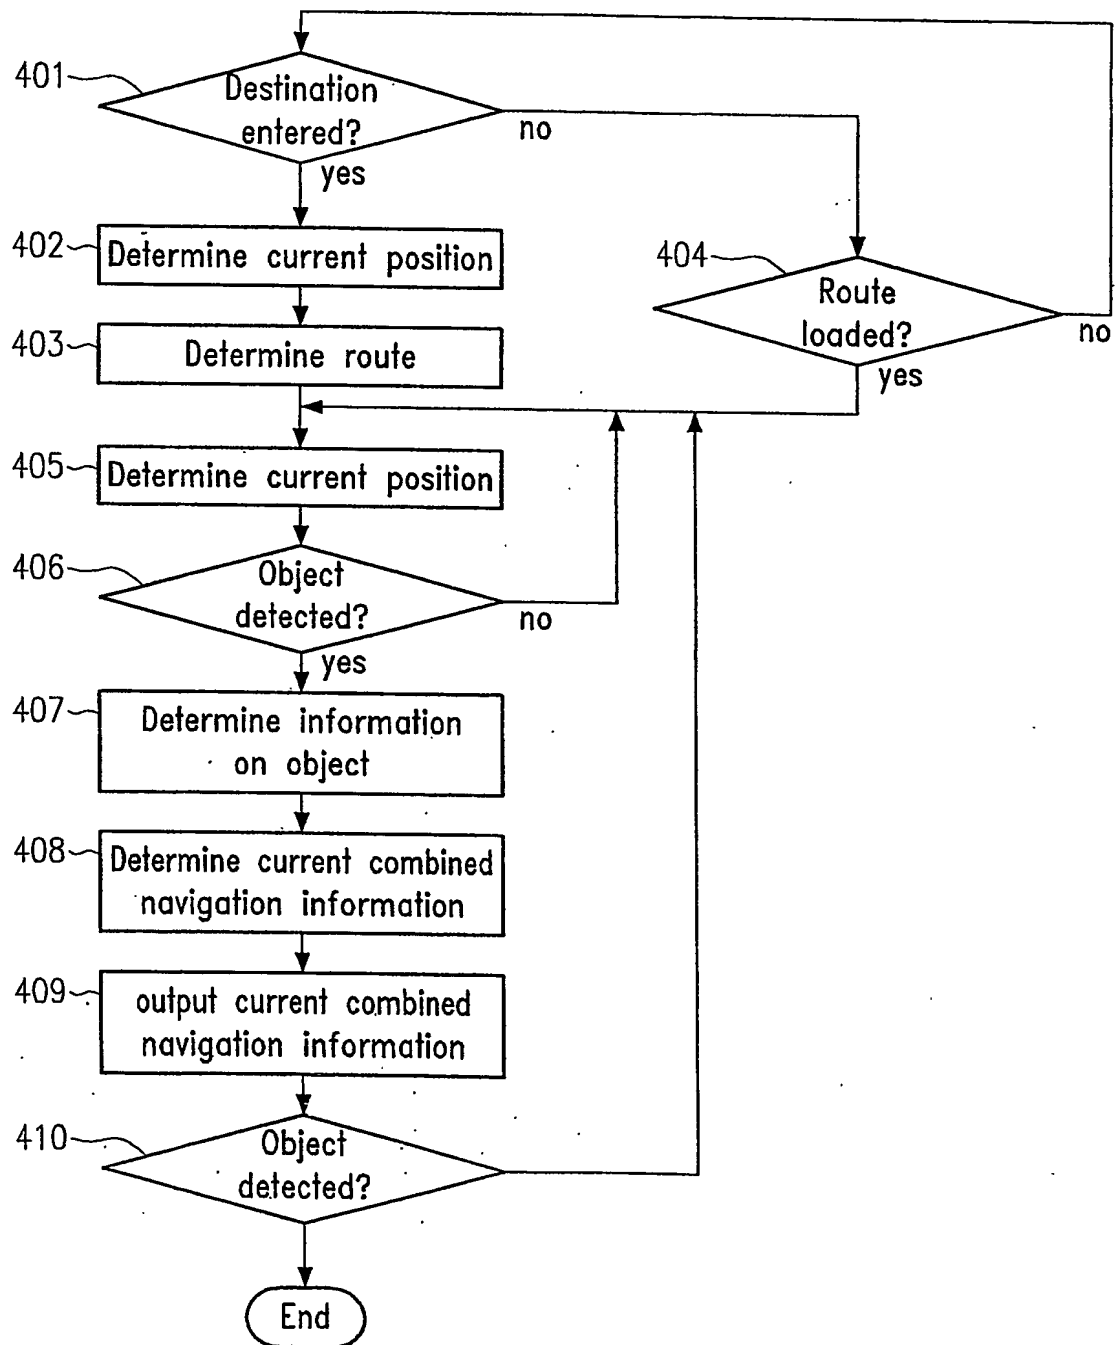 401
Destination
entered?
no
yes
402
Determine current position
404
Route
loaded?
no
yes
403
Determine route
405
Determine current position
406
Object
detected?
no
yes
407
Determine information
on object
408
Determine current combined
navigation information
409
output current combined
navigation information
410
Object
detected?
End